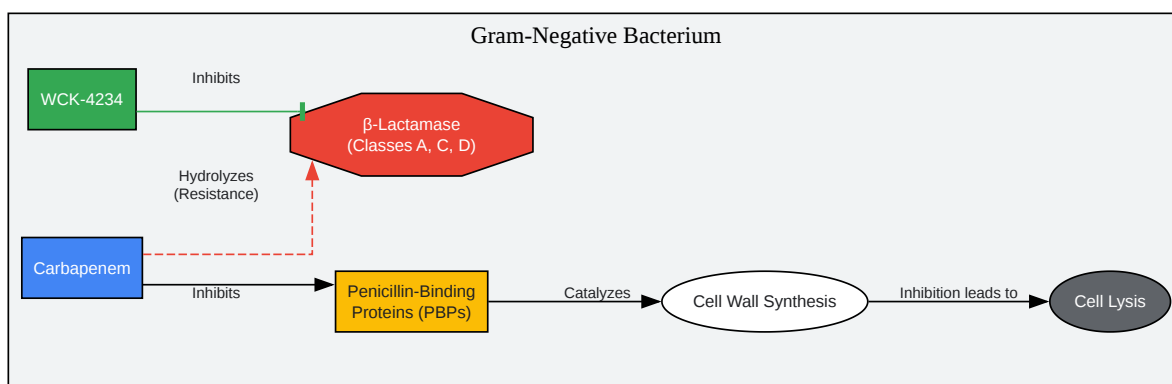 Gram-Negative Bacterium
Inhibits
WCK-4234
β-Lactamase
(Classes A, C, D)
Hydrolyzes
(Resistance)
Carbapenem
Inhibits
Penicillin-Binding
Proteins (PBPs)
Catalyzes
Cell Wall Synthesis
Inhibition leads to
Cell Lysis